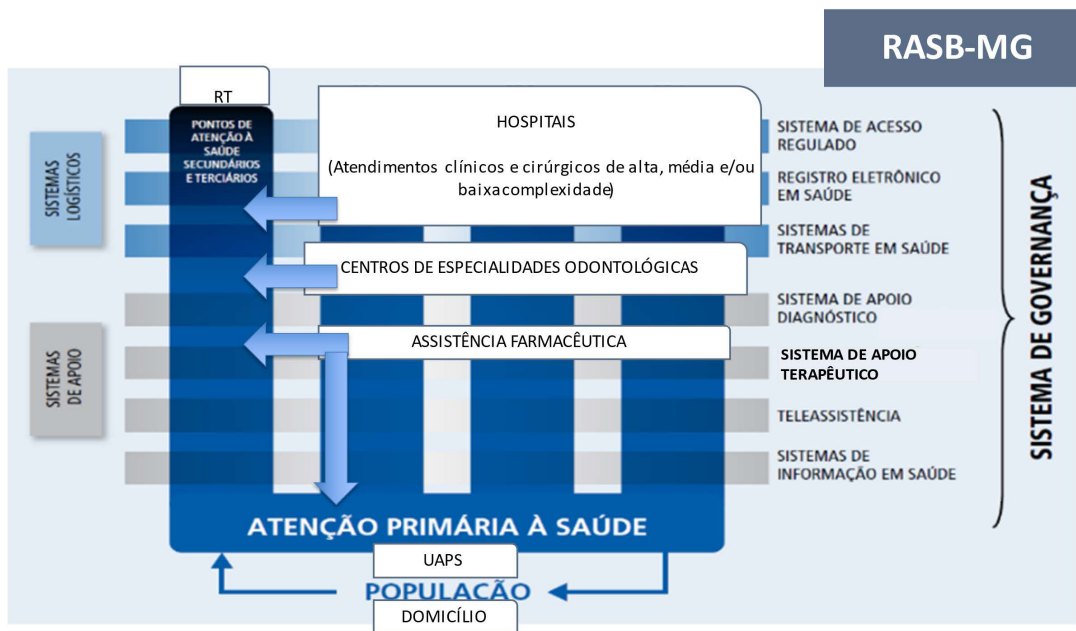 RASB-MG
RT
PONTOS DE
ATENÇÃO À
SAÚDE
SECUNDÁRIOS
E TERCIÁRIOS
HOSPITAIS
(Atendimentos clínicos e cirúrgicos de alta, média e/ou
baixacomplexidade)
CENTROS DE ESPECIALIDADES ODONTOLÓGICAS
ASSISTÊNCIA FARMACÊUTICA
SISTEMAS
LOGÍSTICOS
SISTEMAS
DE APOIO
SISTEMA DE ACESSO
REGULADO
REGISTRO ELETRÔNICO
EM SAÚDE
SISTEMAS DE
TRANSPORTE EM SAÚDE
SISTEMA DE APOIO
DIAGNÓSTICO
SISTEMA DE APOIO
TERAPÊUTICO
TELEASSISTÊNCIA
SISTEMAS DE
INFORMAÇÃO EM SAÚDE
SISTEMA DE GOVERNANÇA
ATENÇÃO PRIMÁRIA À SAÚDE
UAPS
POPULAÇÃO
DOMICÍLIO